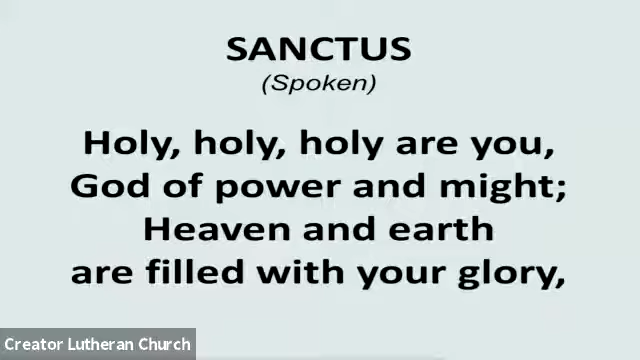 SANCTUS
(Spoken)
Holy, holy, holy are you,
God of power and might;
Heaven and earth
are filled with your glory,
Creator Lutheran Church